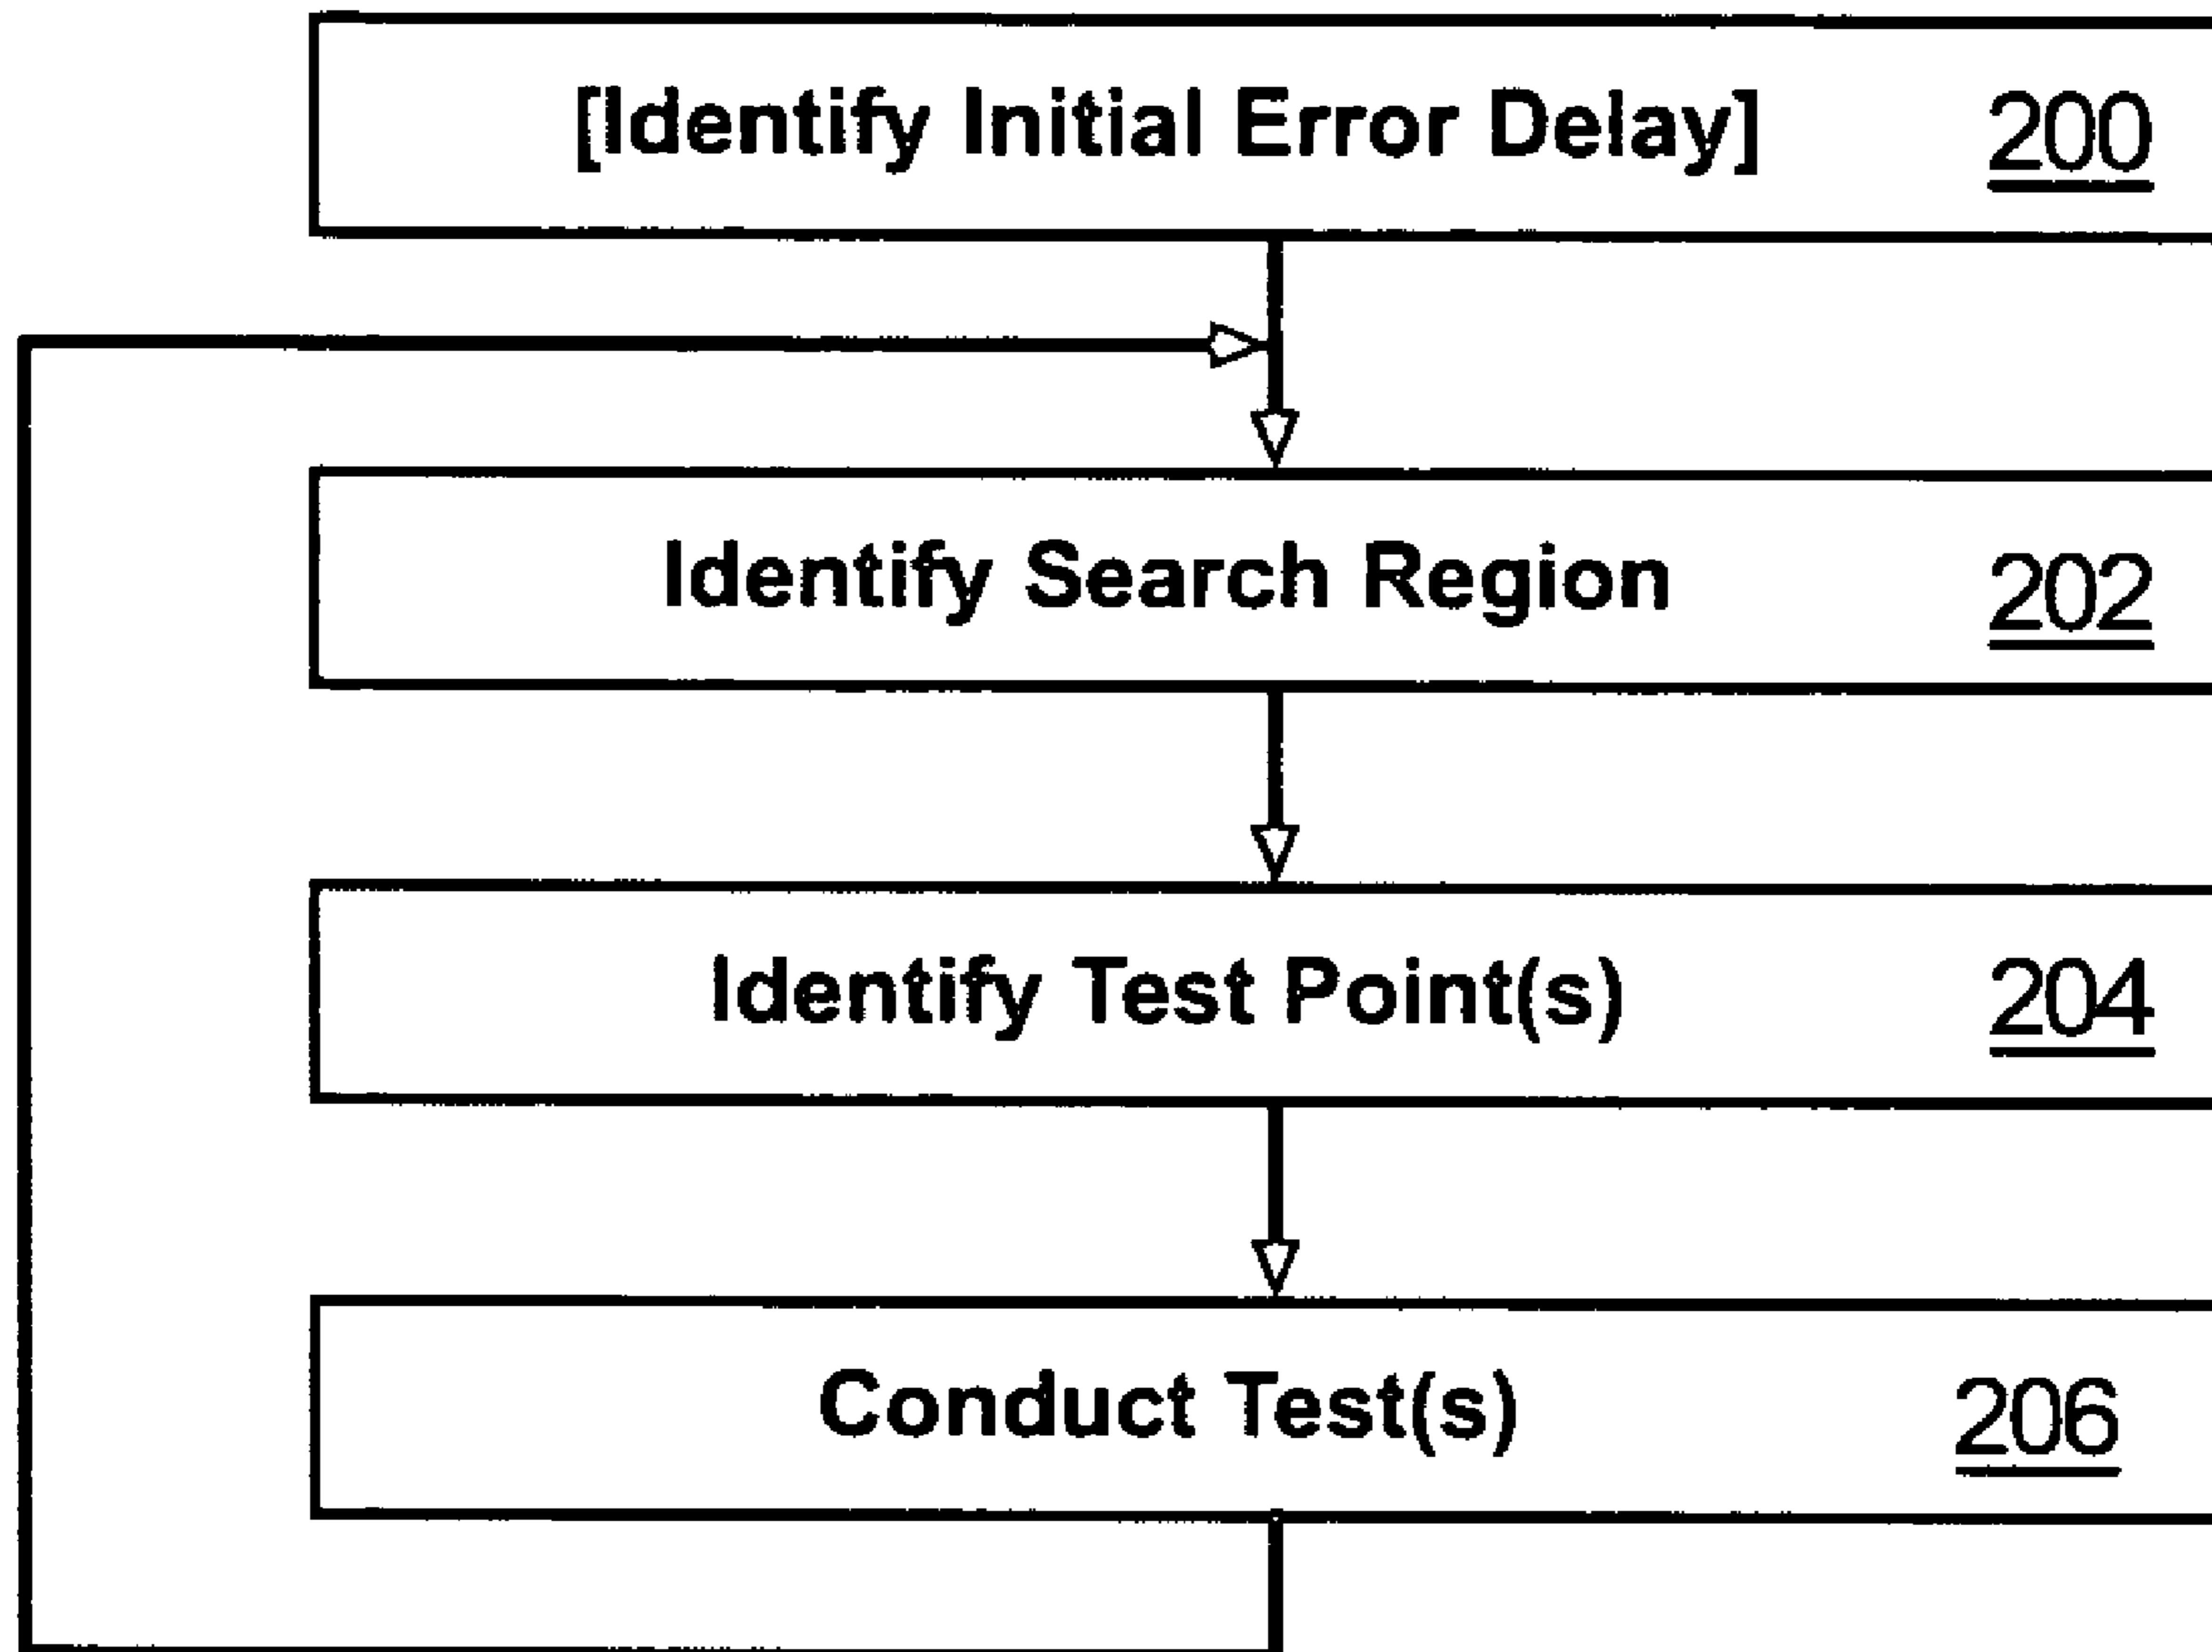 [Identify Initial Error Delay] 200
Identify Search Region 202
Identify Test Point(s) 204
Conduct Test(s) 206